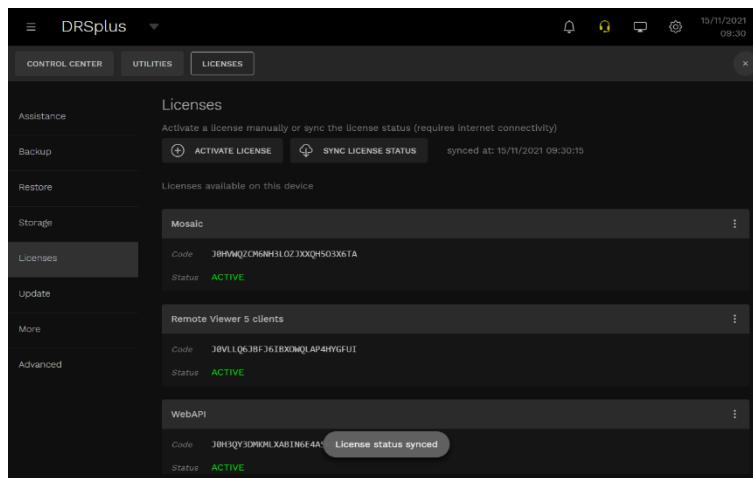 DRSplus
15/11/2021
09:30
CONTROL CENTER UTILITIES LICENSES
Assistance
Backup
Restore
Storage
Licenses
Update
More
Advanced
Licenses
Activate a license manually or sync the license status (requires internet connectivity)
ACTIVATE LICENSE SYNC LICENSE STATUS synced at: 15/11/2021 09:30:15
Licenses available on this device
Mosaic
Code J0HVWQZCM6NH3LOZJXXQH5O3X6TA
Status ACTIVE
Remote Viewer 5 clients
Code J0VLLQ6J8FJ6IBXOWQLAP4HYGFUI
Status ACTIVE
WebAPI
Code
License status synced
Status ACTIVE